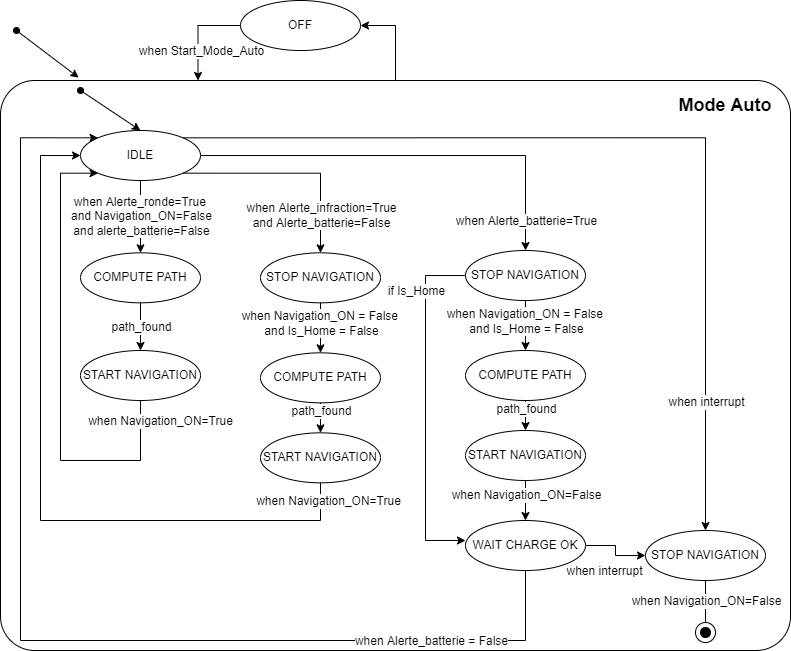 OFF
when Start_Mode_Auto
Mode Auto
IDLE
when Alerte_ronde=True
and Navigation_ON=False
and alerte_batterie=False
COMPUTE PATH
path_found
START NAVIGATION
when Navigation_ON=True
when Alerte_infraction=True
and Alerte_batterie=False
STOP NAVIGATION
when Navigation_ON = False
and Is_Home = False
COMPUTE PATH
path_found
START NAVIGATION
when Navigation_ON=True
when Alerte_batterie=True
STOP NAVIGATION
if Is_Home
when Navigation_ON = False
and Is_Home = False
COMPUTE PATH
path_found
START NAVIGATION
when Navigation_ON=False
WAIT CHARGE OK
when interrupt
when interrupt
STOP NAVIGATION
when Navigation_ON=False
when Alerte_batterie = False